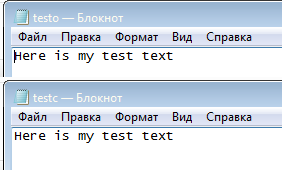 testo — Блокнот
Файл Правка Формат Вид Справка
Here is my test text
testc — Блокнот
Файл Правка Формат Вид Справка
Here is my test text